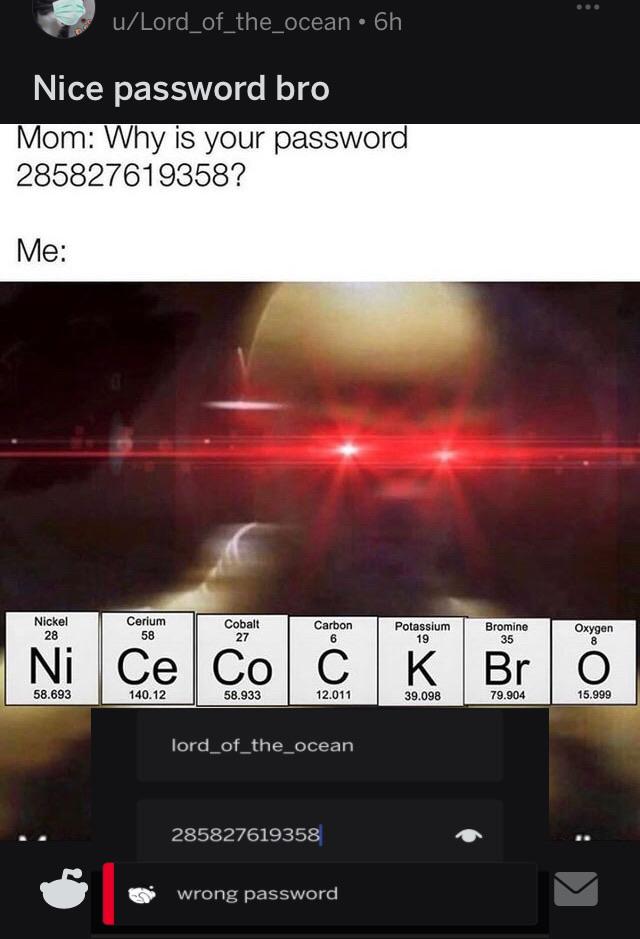 u/Lord_of_the_ocean • 6h
Nice password bro
Mom: Why is your password
285827619358?
Me:
Nickel Cerium Cobalt Carbon Potassium Bromine Oxygen
28 58 27 6 19 35 8
Ni Ce Co C K Br O
58.693 140.12 58.933 12.011 39.098 79.904 15.999
lord_of_the_ocean
285827619358
wrong password